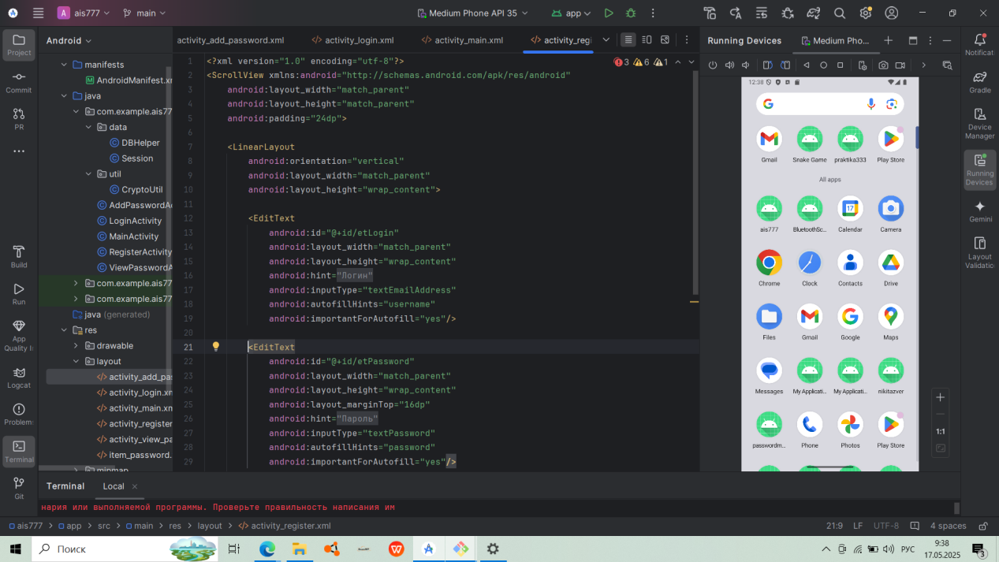 A ais777 main Medium Phone API 35 app
Android
activity_add_password.xml activity_login.xml activity_main.xml activity_regi
Running Devices Medium Pho...
Project
Commit
PR
Build
Run
App
Quality I
Logcat
Problem
Terminal
Git
manifests
AndroidManifest.xr
java
com.example.ais77
data
DBHelper
Session
util
CryptoUtil
AddPasswordA
LoginActivity
MainActivity
RegisterActivity
ViewPasswordA
com.example.ais77
com.example.ais77
java (generated)
res
drawable
layout
activity_add_pas
activity_login.xn
activity_main.xn
activity_register
activity_view_pa
item_password.
mipmap
3 6 1
1 <?xml version="1.0" encoding="utf-8"?>
2 <ScrollView xmlns:android="http://schemas.android.com/apk/res/android"
3 android:layout_width="match_parent"
4 android:layout_height="match_parent"
5 android:padding="24dp">
6
7 <LinearLayout
8 android:orientation="vertical"
9 android:layout_width="match_parent"
10 android:layout_height="wrap_content">
11
12 <EditText
13 android:id="@+id/etLogin"
14 android:layout_width="match_parent"
15 android:layout_height="wrap_content"
16 android:hint="Логин"
17 android:inputType="textEmailAddress"
18 android:autofillHints="username"
19 android:importantForAutofill="yes"/>
20
21 <EditText
22 android:id="@+id/etPassword"
23 android:layout_width="match_parent"
24 android:layout_height="wrap_content"
25 android:layout_marginTop="16dp"
26 android:hint="Пароль"
27 android:inputType="textPassword"
28 android:autofillHints="password"
29 android:importantForAutofill="yes"/>
12:38
Gmail Snake Game praktika333 Play Store
All apps
17
ais777 BluetoothSc... Calendar Camera
Chrome Clock Contacts Drive
Files Gmail Google Maps
Messages My Applicati... My Applicati... nikitazver
passwordm... Phone Photos Play Store
1:1
Notificat
Gradle
Device
Manager
Running
Devices
Gemini
Layout
Validatio
Terminal Local
нария или выполняемой программы. Проверьте правильность написания им
ais777 > app > src > main > res > layout > activity_register.xml
21:9 LF UTF-8 4 spaces
Поиск
РУС
9:38
17.05.2025
3